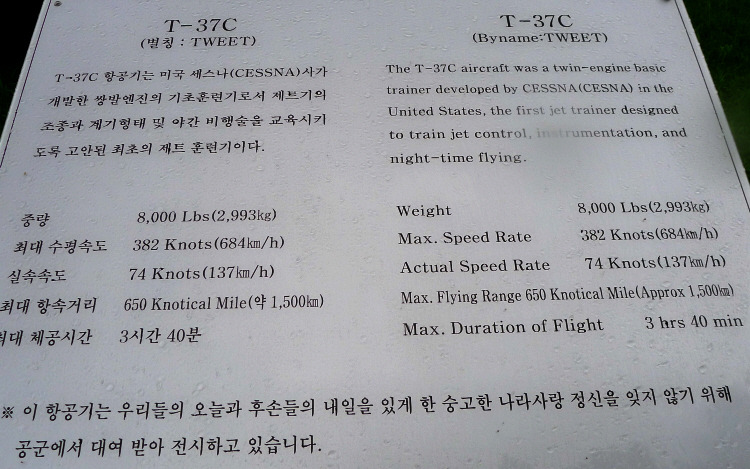 T-37C
(별칭 : TWEET)
T-37C 항공기는 미국 세스나(CESSNA)사가
개발한 쌍발엔진의 기초훈련기로서 제트기의
조종과 계기형태 및 야간 비행술을 교육시키
도록 고안된 최초의 재트 훈련기이다.
중량 8,000 Lbs(2,993kg)
최대 수평속도 382 Knots(684km/h)
실속속도 74 Knots(137km/h)
최대 항속거리 650 Knotical Mile(약 1,500km)
최대 체공시간 3시간 40분
T-37C
(Byname:TWEET)
The T-37C aircraft was a twin-engine basic
trainer developed by CESSNA(CESNA) in the
United States, the first jet trainer designed
to train jet control, instrumentation, and
night-time flying.
Weight 8,000 Lbs(2,993kg)
Max. Speed Rate 382 Knots(684km/h)
Actual Speed Rate 74 Knots(137km/h)
Max. Flying Range 650 Knotical Mile(Approx 1,500km)
Max. Duration of Flight 3 hrs 40 min
※ 이 항공기는 우리들의 오늘과 후손들의 내일을 있게 한 숭고한 나라사랑 정신을 잊지 않기 위해
공군에서 대여 받아 전시하고 있습니다.